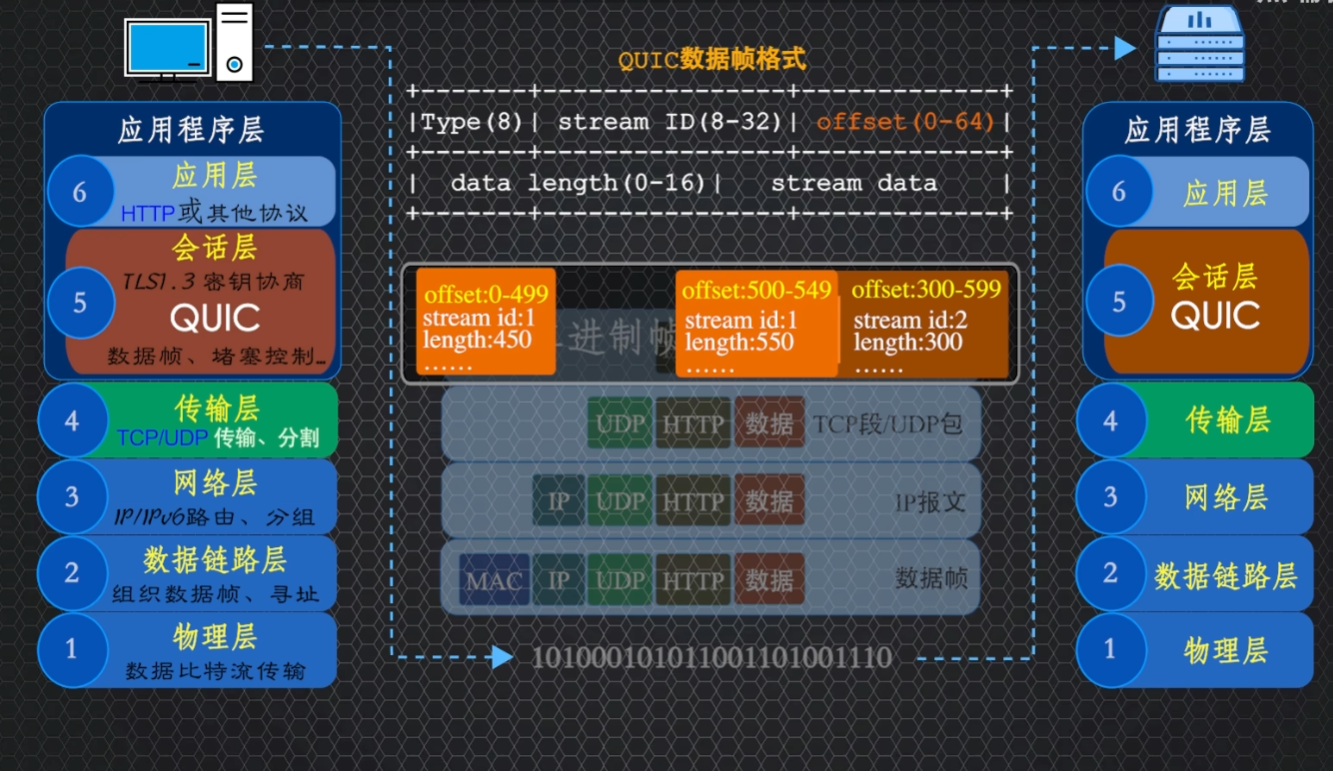 QUIC数据帧格式
+-------+----------------+-------------+
|Type(8)| stream ID(8-32)| offset(0-64)|
+-------+----------------+-------------+
| data length(0-16)| stream data |
+-------+----------------+-------------+
应用程序层
6
应用层
HTTP或其他协议
会话层
TLS1.3密钥协商
5
QUIC
数据帧、堵塞控制…
4
传输层
TCP/UDP 传输、分割
3
网络层
IP/IPv6路由、分组
2
数据链路层
组织数据帧、寻址
1
物理层
数据比特流传输
offset:0-499
stream id:1
length:450
......
进制帧
offset:500-549
stream id:1
length:550
......
offset:300-599
stream id:2
length:300
......
UDP HTTP 数据 TCP段/UDP包
IP UDP HTTP 数据 IP报文
MAC IP UDP HTTP 数据 数据帧
101000101011001101001110
应用程序层
6 应用层
会话层
5 QUIC
4 传输层
3 网络层
2 数据链路层
1 物理层